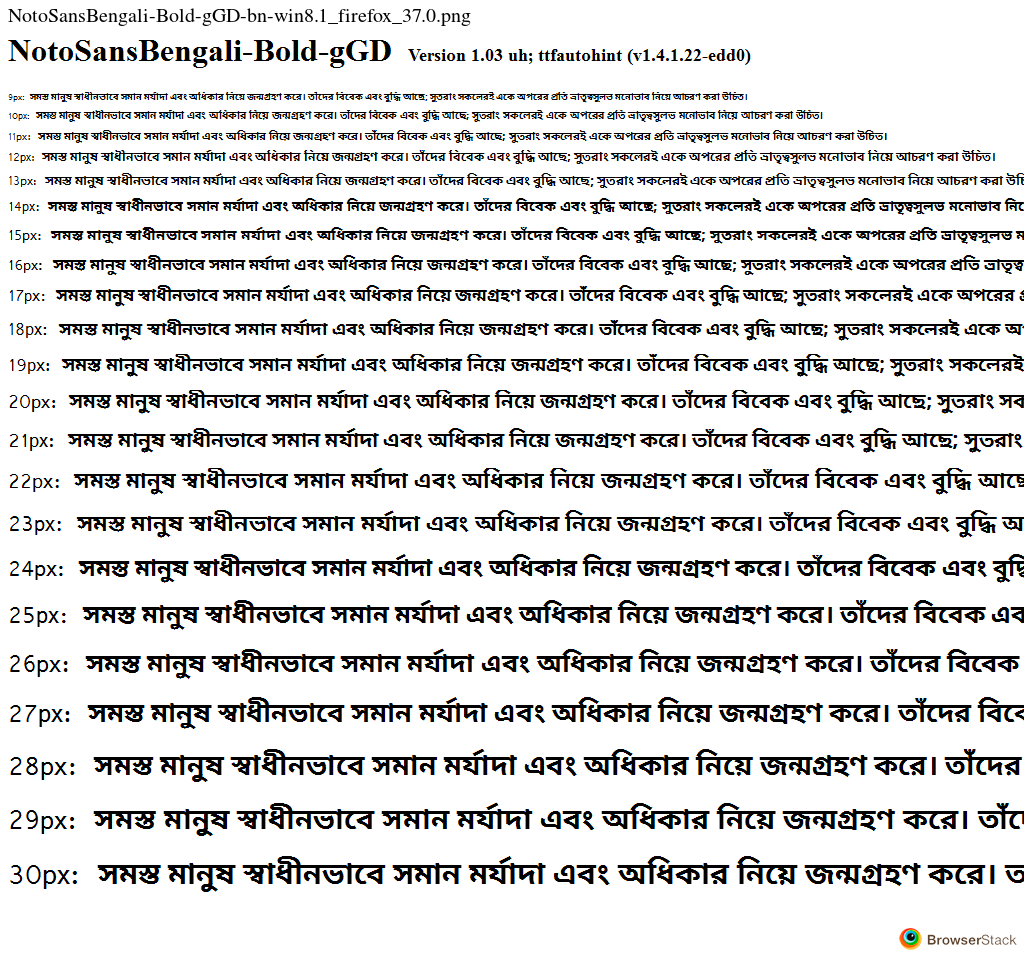 NotoSansBengali-Bold-gGD-bn-win8.1_firefox_37.0.png
NotoSansBengali-Bold-gGD Version 1.03 uh; ttfautohint (v1.4.1.22-edd0)
9px: সমস্ত মানুষ স্বাধীনভাবে সমান মর্যাদা এবং অধিকার নিয়ে জন্মগ্রহণ করে। তাঁদের বিবেক এবং বুদ্ধি আছে; সুতরাং সকলেরই একে অপরের প্রতি ভ্রাতৃত্বসুলভ মনোভাব নিয়ে আচরণ করা উচিত।
10px: সমস্ত মানুষ স্বাধীনভাবে সমান মর্যাদা এবং অধিকার নিয়ে জন্মগ্রহণ করে। তাঁদের বিবেক এবং বুদ্ধি আছে; সুতরাং সকলেরই একে অপরের প্রতি ভ্রাতৃত্বসুলভ মনোভাব নিয়ে আচরণ করা উচিত।
11px: সমস্ত মানুষ স্বাধীনভাবে সমান মর্যাদা এবং অধিকার নিয়ে জন্মগ্রহণ করে। তাঁদের বিবেক এবং বুদ্ধি আছে; সুতরাং সকলেরই একে অপরের প্রতি ভ্রাতৃত্বসুলভ মনোভাব নিয়ে আচরণ করা উচিত।
12px: সমস্ত মানুষ স্বাধীনভাবে সমান মর্যাদা এবং অধিকার নিয়ে জন্মগ্রহণ করে। তাঁদের বিবেক এবং বুদ্ধি আছে; সুতরাং সকলেরই একে অপরের প্রতি ভ্রাতৃত্বসুলভ মনোভাব নিয়ে আচরণ করা উচিত।
13px: সমস্ত মানুষ স্বাধীনভাবে সমান মর্যাদা এবং অধিকার নিয়ে জন্মগ্রহণ করে। তাঁদের বিবেক এবং বুদ্ধি আছে; সুতরাং সকলেরই একে অপরের প্রতি ভ্রাতৃত্বসুলভ মনোভাব নিয়ে আচরণ করা
14px: সমস্ত মানুষ স্বাধীনভাবে সমান মর্যাদা এবং অধিকার নিয়ে জন্মগ্রহণ করে। তাঁদের বিবেক এবং বুদ্ধি আছে; সুতরাং সকলেরই একে অপরের প্রতি ভ্রাতৃত্বসুলভ মনোভাব
15px: সমস্ত মানুষ স্বাধীনভাবে সমান মর্যাদা এবং অধিকার নিয়ে জন্মগ্রহণ করে। তাঁদের বিবেক এবং বুদ্ধি আছে; সুতরাং সকলেরই একে অপরের প্রতি ভ্রাতৃত্বসুলভ
16px: সমস্ত মানুষ স্বাধীনভাবে সমান মর্যাদা এবং অধিকার নিয়ে জন্মগ্রহণ করে। তাঁদের বিবেক এবং বুদ্ধি আছে; সুতরাং সকলেরই একে অপরের প্রতি
17px: সমস্ত মানুষ স্বাধীনভাবে সমান মর্যাদা এবং অধিকার নিয়ে জন্মগ্রহণ করে। তাঁদের বিবেক এবং বুদ্ধি আছে; সুতরাং সকলেরই একে অপরের
18px: সমস্ত মানুষ স্বাধীনভাবে সমান মর্যাদা এবং অধিকার নিয়ে জন্মগ্রহণ করে। তাঁদের বিবেক এবং বুদ্ধি আছে; সুতরাং সকলেরই একে
19px: সমস্ত মানুষ স্বাধীনভাবে সমান মর্যাদা এবং অধিকার নিয়ে জন্মগ্রহণ করে। তাঁদের বিবেক এবং বুদ্ধি আছে; সুতরাং সকলেরই
20px: সমস্ত মানুষ স্বাধীনভাবে সমান মর্যাদা এবং অধিকার নিয়ে জন্মগ্রহণ করে। তাঁদের বিবেক এবং বুদ্ধি আছে; সুতরাং
21px: সমস্ত মানুষ স্বাধীনভাবে সমান মর্যাদা এবং অধিকার নিয়ে জন্মগ্রহণ করে। তাঁদের বিবেক এবং বুদ্ধি আছে; সুতরাং
22px: সমস্ত মানুষ স্বাধীনভাবে সমান মর্যাদা এবং অধিকার নিয়ে জন্মগ্রহণ করে। তাঁদের বিবেক এবং বুদ্ধি আছে
23px: সমস্ত মানুষ স্বাধীনভাবে সমান মর্যাদা এবং অধিকার নিয়ে জন্মগ্রহণ করে। তাঁদের বিবেক এবং বুদ্ধি
24px: সমস্ত মানুষ স্বাধীনভাবে সমান মর্যাদা এবং অধিকার নিয়ে জন্মগ্রহণ করে। তাঁদের বিবেক এবং
25px: সমস্ত মানুষ স্বাধীনভাবে সমান মর্যাদা এবং অধিকার নিয়ে জন্মগ্রহণ করে। তাঁদের বিবেক
26px: সমস্ত মানুষ স্বাধীনভাবে সমান মর্যাদা এবং অধিকার নিয়ে জন্মগ্রহণ করে। তাঁদের বিবেক
27px: সমস্ত মানুষ স্বাধীনভাবে সমান মর্যাদা এবং অধিকার নিয়ে জন্মগ্রহণ করে। তাঁদের
28px: সমস্ত মানুষ স্বাধীনভাবে সমান মর্যাদা এবং অধিকার নিয়ে জন্মগ্রহণ করে। তাঁদের
29px: সমস্ত মানুষ স্বাধীনভাবে সমান মর্যাদা এবং অধিকার নিয়ে জন্মগ্রহণ করে।
30px: সমস্ত মানুষ স্বাধীনভাবে সমান মর্যাদা এবং অধিকার নিয়ে জন্মগ্রহণ করে।
BrowserStack